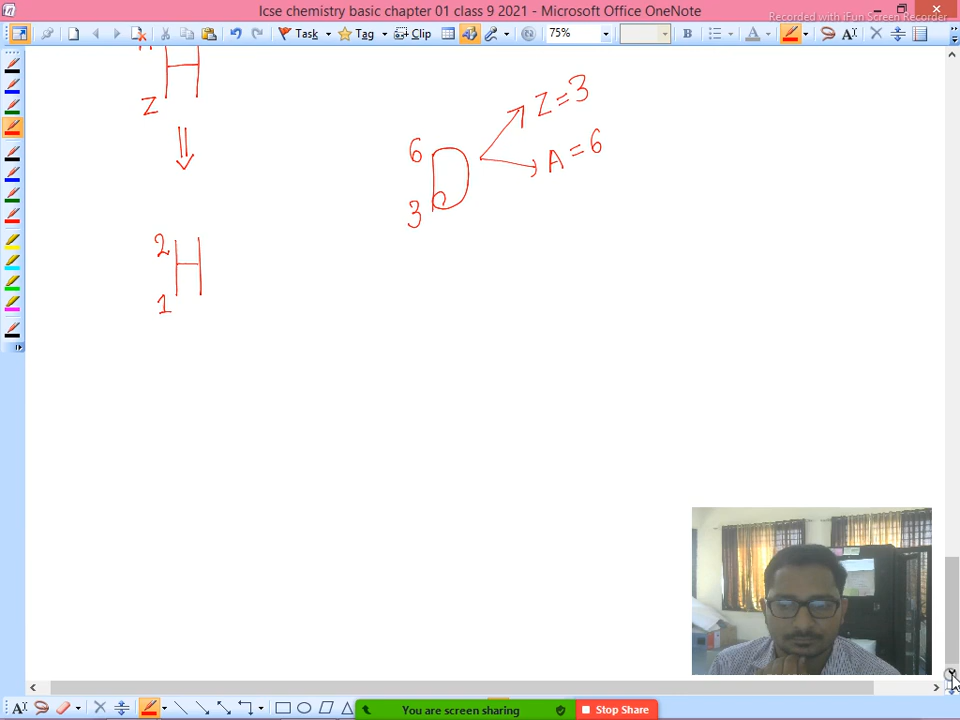 Icse chemistry basic chapter 01 class 9 2021 - Microsoft Office OneNote
Recorded with iFun Screen Recorder
Task
Tag
Clip
75%
B
A
A
H
Z
2
H
1
6
D
3
Z = 3
A = 6
A
You are screen sharing
Stop Share